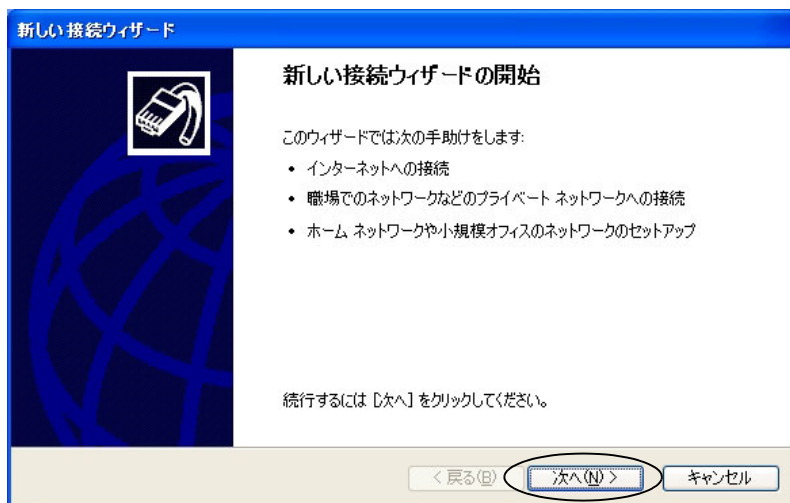 新しい接続ウィザード
新しい接続ウィザードの開始
このウィザードでは次の手助けをします:
• インターネットへの接続
• 職場でのネットワークなどのプライベート ネットワークへの接続
• ホーム ネットワークや小規模オフィスのネットワークのセットアップ
続行するには [次へ] をクリックしてください。
< 戻る(B) 次へ(N) > キャンセル